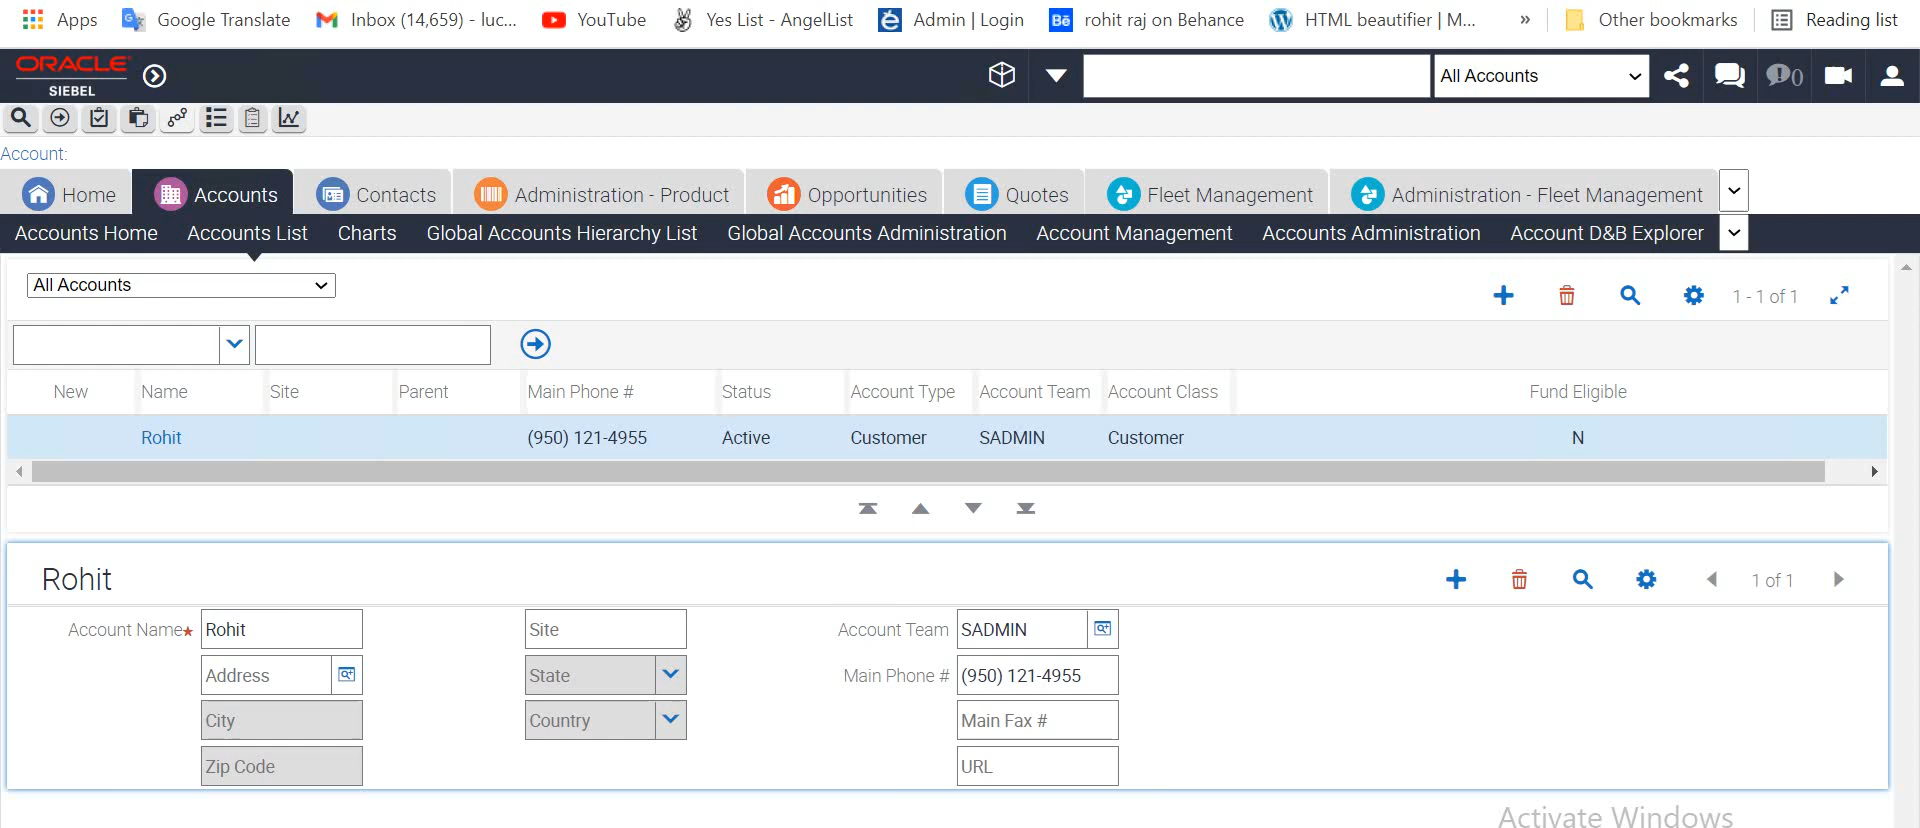 Apps Google Translate Inbox (14,659) - luc... YouTube Yes List - AngelList Admin | Login Bē rohit raj on Behance HTML beautifier | M... » Other bookmarks Reading list
ORACLE
SIEBEL
All Accounts 0
Account:
Home Accounts Contacts Administration - Product Opportunities Quotes Fleet Management Administration - Fleet Management
Accounts Home Accounts List Charts Global Accounts Hierarchy List Global Accounts Administration Account Management Accounts Administration Account D&B Explorer
All Accounts
1 - 1 of 1
New Name Site Parent Main Phone # Status Account Type Account Team Account Class Fund Eligible
Rohit (950) 121-4955 Active Customer SADMIN Customer N
Rohit
1 of 1
Account Name★ Rohit Site Account Team SADMIN
Address State Main Phone # (950) 121-4955
City Country Main Fax #
Zip Code URL
Activate Windows